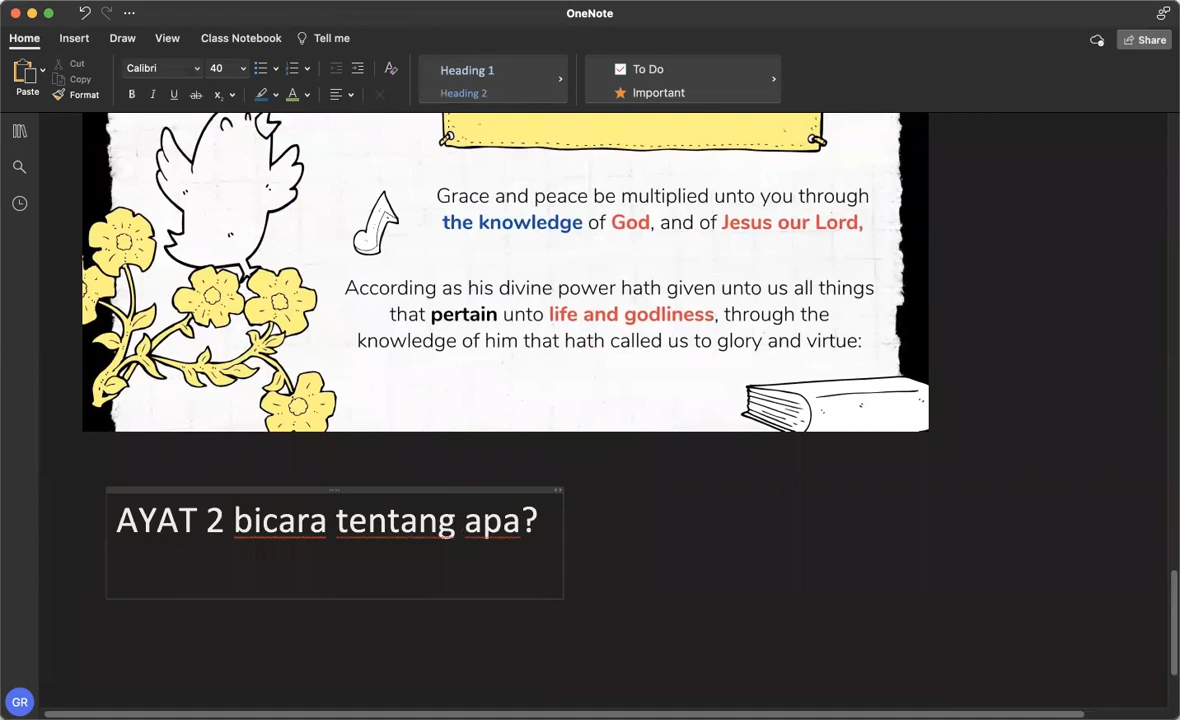 OneNote
Home Insert Draw View Class Notebook Tell me
Share
Paste
Cut
Copy
Format
Calibri 40
B I U ab x A
Heading 1
Heading 2
To Do
Important
Grace and peace be multiplied unto you through
the knowledge of God, and of Jesus our Lord,
According as his divine power hath given unto us all things
that pertain unto life and godliness, through the
knowledge of him that hath called us to glory and virtue:
AYAT 2 bicara tentang apa?
GR